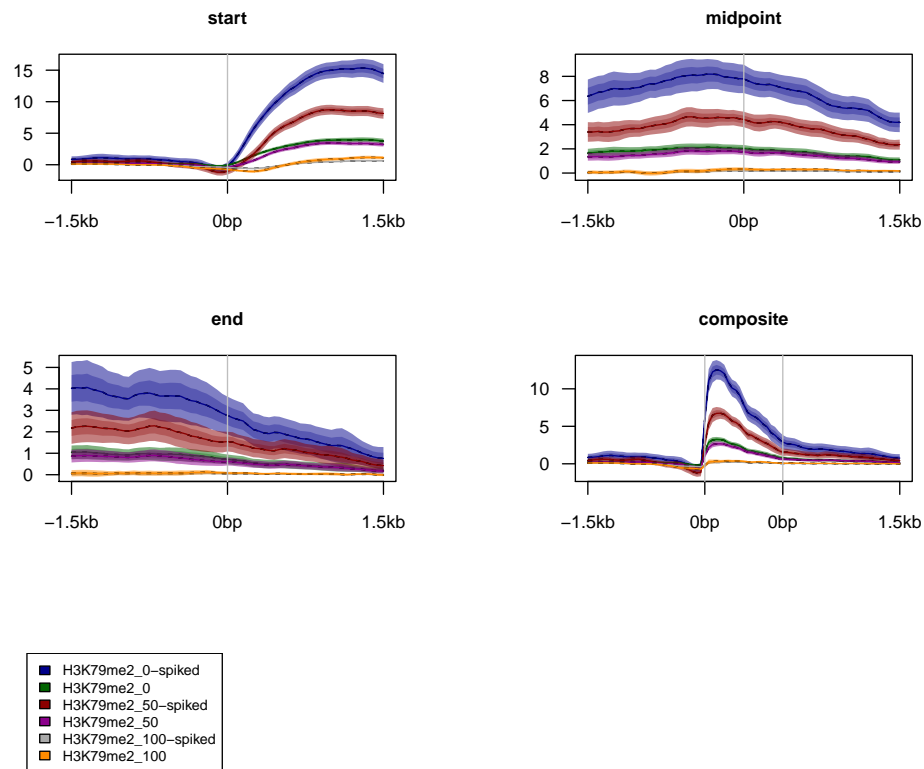 start
15
10
5
0
−1.5kb 0bp 1.5kb
midpoint
8
6
4
2
0
−1.5kb 0bp 1.5kb
end
5
4
3
2
1
0
−1.5kb 0bp 1.5kb
composite
10
5
0
−1.5kb 0bp 0bp 1.5kb
H3K79me2_0−spiked
H3K79me2_0
H3K79me2_50−spiked
H3K79me2_50
H3K79me2_100−spiked
H3K79me2_100